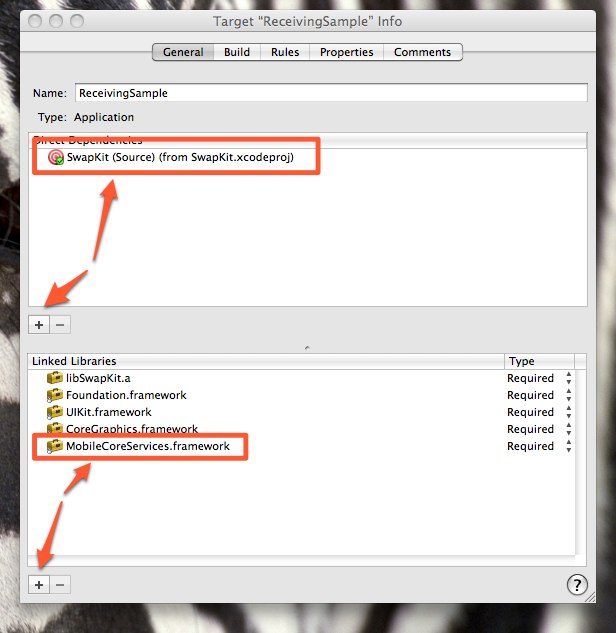 Target “ReceivingSample” Info
General Build Rules Properties Comments
Name: ReceivingSample
Type: Application
Direct Dependencies
SwapKit (Source) (from SwapKit.xcodeproj)
+ −
Linked Libraries Type
libSwapKit.a Required
Foundation.framework Required
UIKit.framework Required
CoreGraphics.framework Required
MobileCoreServices.framework Required
+ − ?